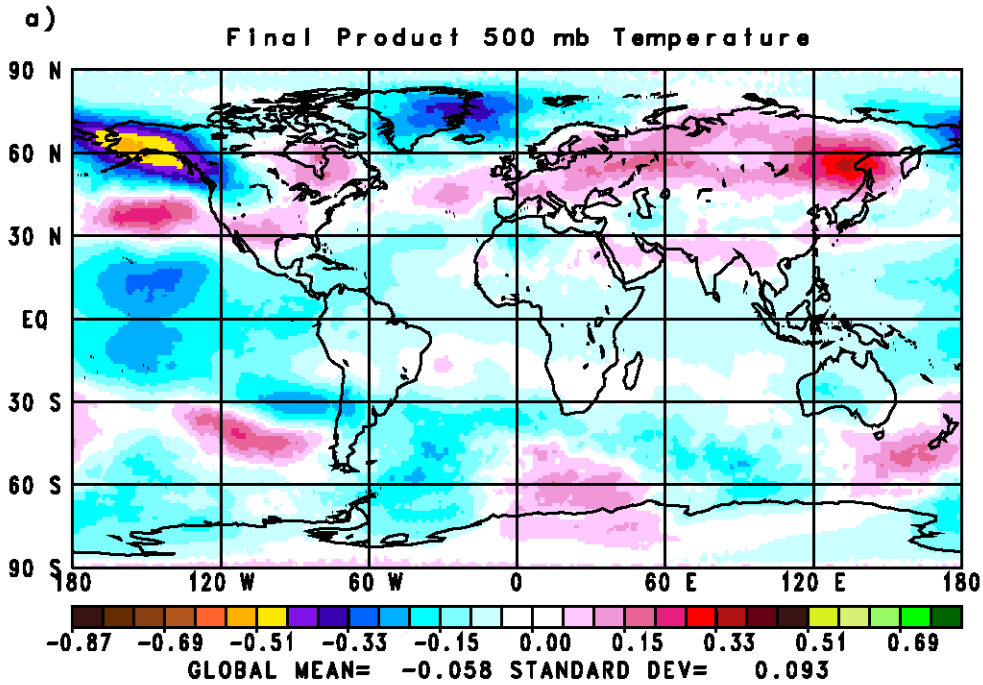 a)
Final Product 500 mb Temperature
90 N
60 N
30 N
EQ
30 S
60 S
90 S
180 120 W 60 W 0 60 E 120 E 180
-0.87 -0.69 -0.51 -0.33 -0.15 0.00 0.15 0.33 0.51 0.69
GLOBAL MEAN= -0.058 STANDARD DEV= 0.093